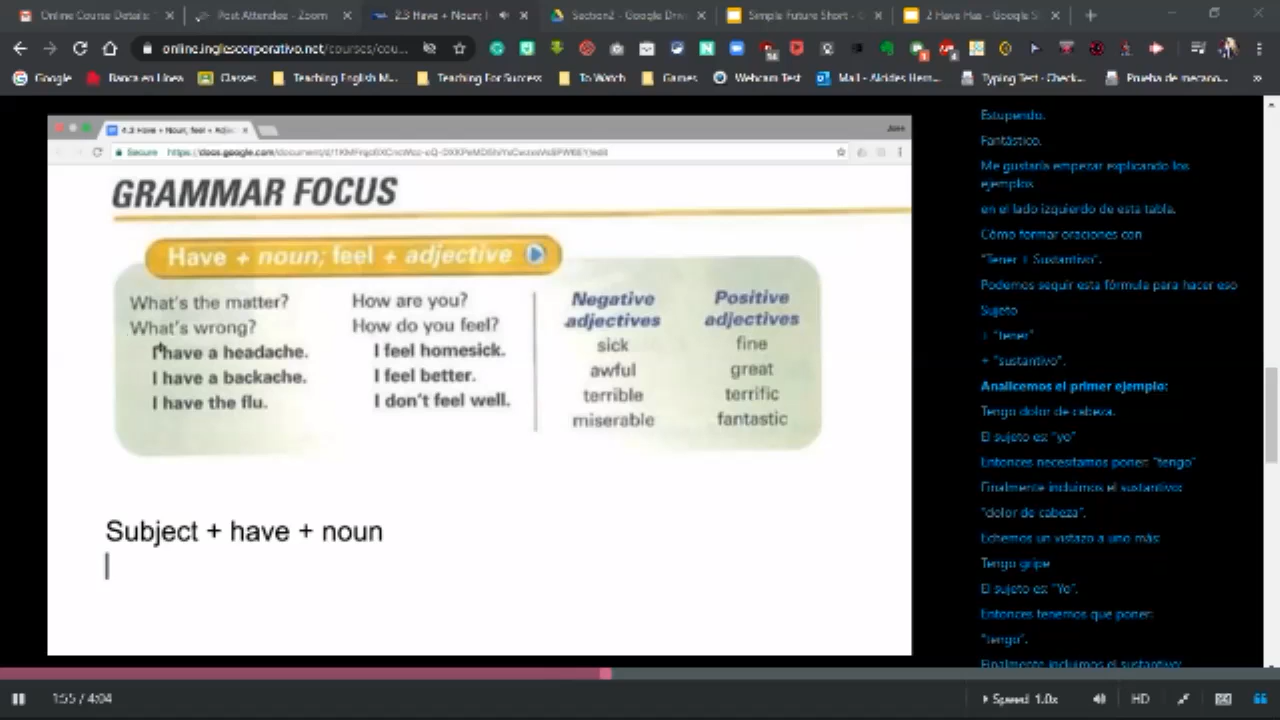 Online Course Details:
Post Attendee - Zoom
2.3 Have + Noun;
Section2 - Google Driv
Simple Future Short - G
2 Have Has - Google Sl
online.inglescorporativo.net/courses/cou...
Google
Banca en Linea
Classes
Teaching English M...
Teaching For Success
To Watch
Games
Webcam Test
Mail - Alcides Hern...
Typing Test - Check...
Prueba de mecano...
Secure
GRAMMAR FOCUS
Have + noun; feel + adjective
What's the matter?
What's wrong?
I have a headache.
I have a backache.
I have the flu.
How are you?
How do you feel?
I feel homesick.
I feel better.
I don't feel well.
Negative
adjectives
sick
awful
terrible
miserable
Positive
adjectives
fine
great
terrific
fantastic
Subject + have + noun
Estupendo.
Fantástico.
Me gustaría empezar explicando los
ejemplos
en el lado izquierdo de esta tabla.
Cómo formar oraciones con
"Tener + Sustantivo".
Podemos seguir esta fórmula para hacer eso
Sujeto
+ "tener"
+ "sustantivo".
Analicemos el primer ejemplo:
Tengo dolor de cabeza.
El sujeto es: "yo"
Entonces necesitamos poner: "tengo"
Finalmente incluimos el sustantivo:
"dolor de cabeza".
Echemos un vistazo a uno más:
Tengo gripe
El sujeto es: "Yo".
Entonces tenemos que poner:
"tengo".
Finalmente incluimos el sustantivo:
1:55 / 4:04
Speed 1.0x
HD